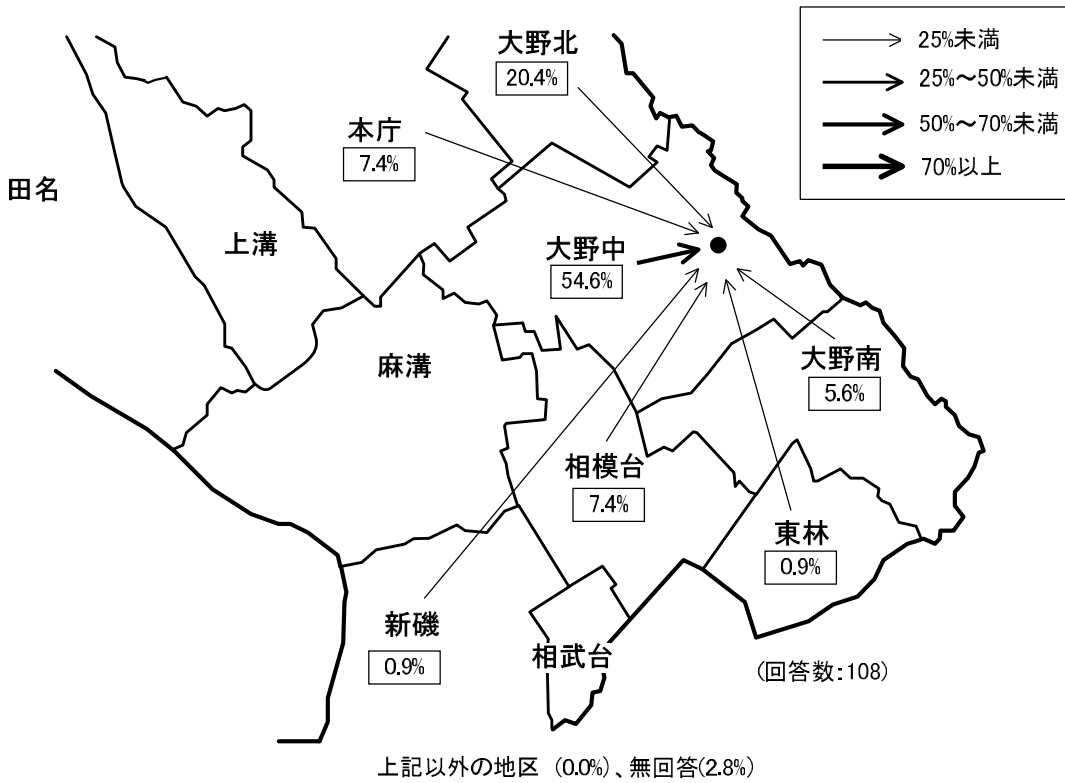 25%未満
25%～50%未満
50%～70%未満
70%以上
大野北
20.4%
本庁
7.4%
田名
上溝
大野中
54.6%
麻溝
大野南
5.6%
相模台
7.4%
東林
0.9%
新磯
0.9%
相武台
(回答数:108)
上記以外の地区 (0.0%)、無回答(2.8%)